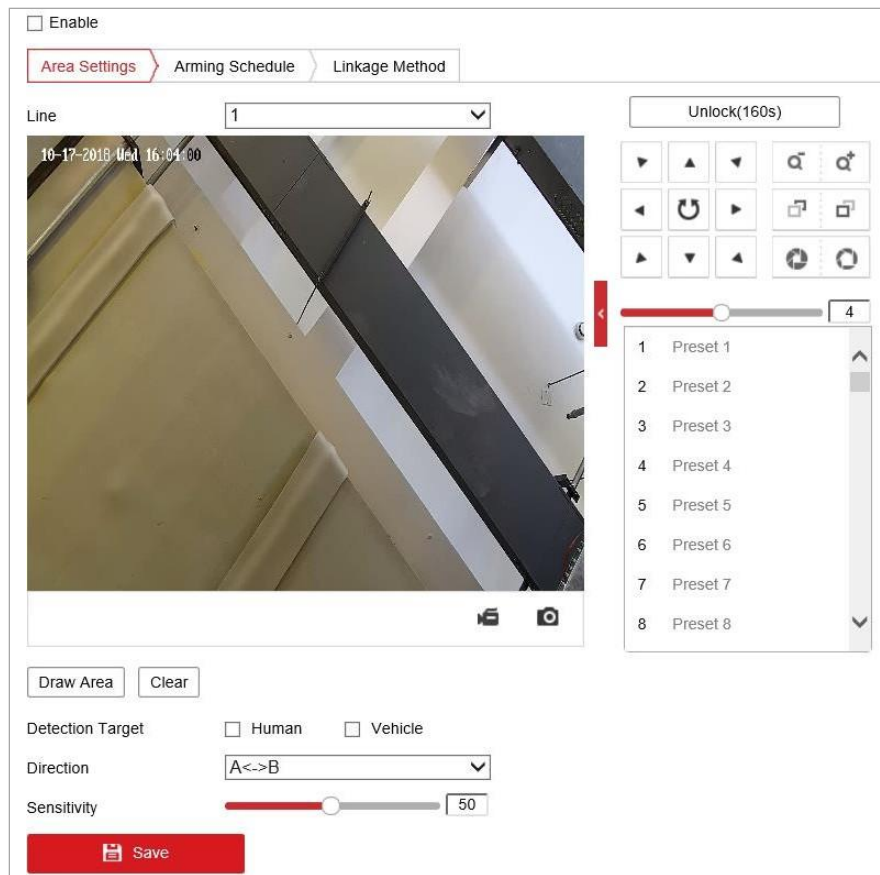 Enable
Area Settings
Arming Schedule
Linkage Method
Line
1
Unlock(160s)
10-17-2018 Wed 16:04:00
4
1 Preset 1
2 Preset 2
3 Preset 3
4 Preset 4
5 Preset 5
6 Preset 6
7 Preset 7
8 Preset 8
Draw Area
Clear
Detection Target
Human
Vehicle
Direction
A<->B
Sensitivity
50
Save